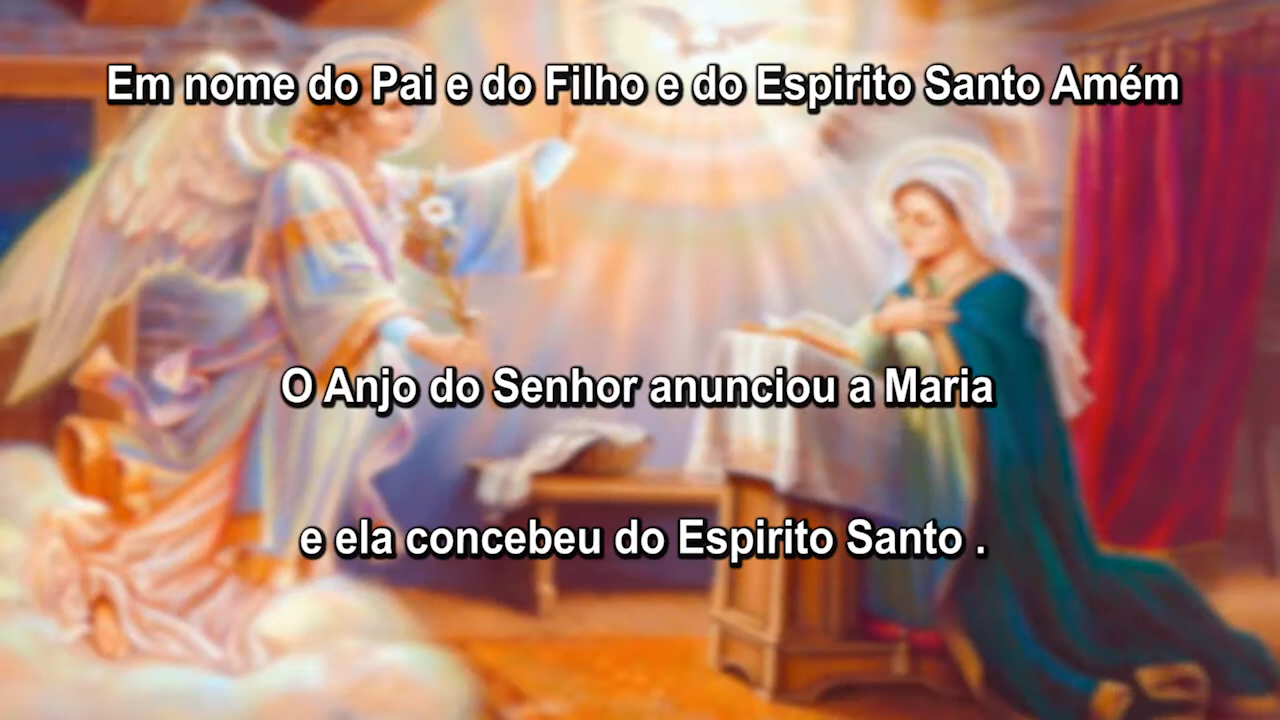 Em nome do Pai e do Filho e do Espirito Santo Amém
O Anjo do Senhor anunciou a Maria
e ela concebeu do Espirito Santo .